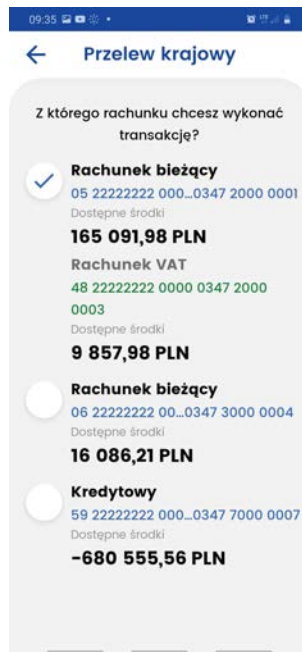 09:35
Przelew krajowy
Z którego rachunku chcesz wykonać
transakcję?
Rachunek bieżący
05 22222222 000...0347 2000 0001
Dostępne środki
165 091,98 PLN
Rachunek VAT
48 22222222 0000 0347 2000
0003
Dostępne środki
9 857,98 PLN
Rachunek bieżący
06 22222222 00...0347 3000 0004
Dostępne środki
16 086,21 PLN
Kredytowy
59 22222222 000...0347 7000 0007
Dostępne środki
-680 555,56 PLN